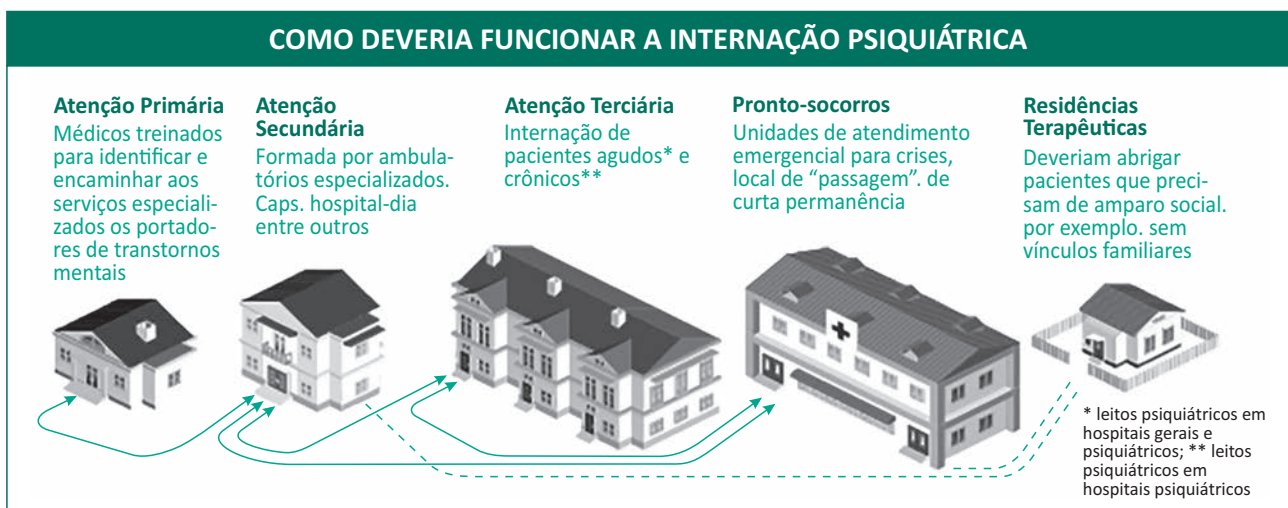 COMO DEVERIA FUNCIONAR A INTERNAÇÃO PSIQUIÁTRICA
Atenção Primária
Médicos treinados
para identificar e
encaminhar aos
serviços especiali-
zados os portado-
res de transtornos
mentais
Atenção
Secundária
Formada por ambula-
tórios especializados.
Caps. hospital-dia
entre outros
Atenção Terciária
Internação de
pacientes agudos* e
crônicos**
Pronto-socorros
Unidades de atendimento
emergencial para crises,
local de “passagem”. de
curta permanência
Residências
Terapêuticas
Deveriam abrigar
pacientes que preci-
sam de amparo social.
por exemplo. sem
vínculos familiares
* leitos psiquiátricos em
hospitais gerais e
psiquiátricos; ** leitos
psiquiátricos em
hospitais psiquiátricos